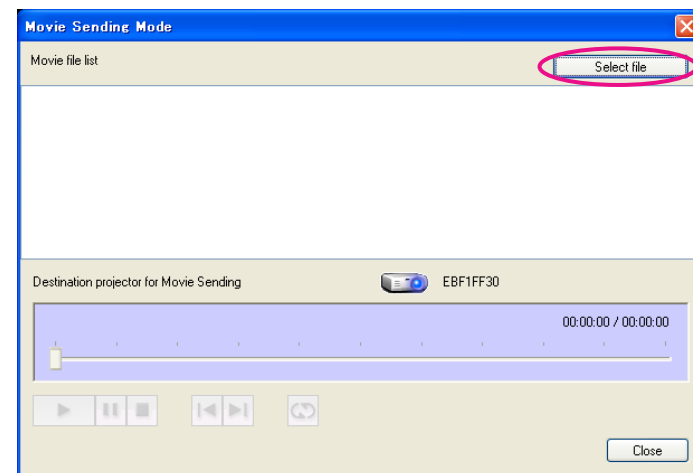 Movie Sending Mode
Movie file list
Select file
Destination projector for Movie Sending
EBF1FF30
00:00:00 / 00:00:00
Close